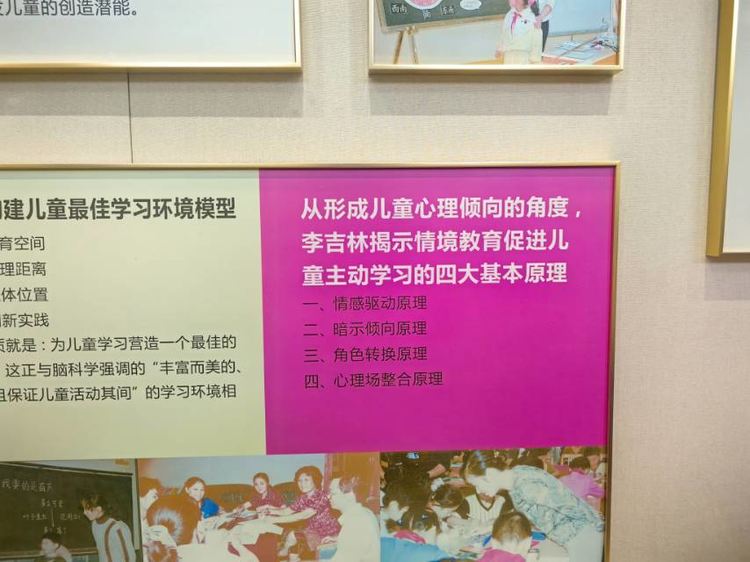 儿童的创造潜能。
西南
建儿童最佳学习环境模型
育空间
理距离
体位置
新实践
质就是：为儿童学习营造一个最佳的
这正与脑科学强调的“丰富而美的、
且保证儿童活动其间”的学习环境相
从形成儿童心理倾向的角度，
李吉林揭示情境教育促进儿
童主动学习的四大基本原理
一、情感驱动原理
二、暗示倾向原理
三、角色转换原理
四、心理场整合原理